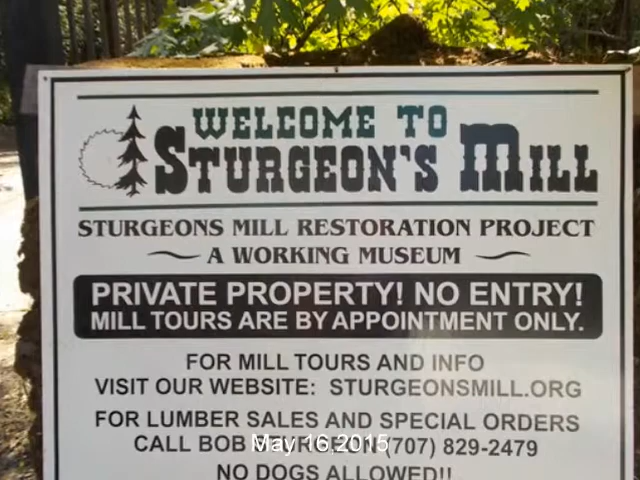 WELCOME TO
STURGEON'S MILL
STURGEONS MILL RESTORATION PROJECT
A WORKING MUSEUM
PRIVATE PROPERTY! NO ENTRY!
MILL TOURS ARE BY APPOINTMENT ONLY.
FOR MILL TOURS AND INFO
VISIT OUR WEBSITE: STURGEONSMILL.ORG
FOR LUMBER SALES AND SPECIAL ORDERS
CALL BOB STURGEON (707) 829-2479
May 16, 2015
NO DOGS ALLOWED!!